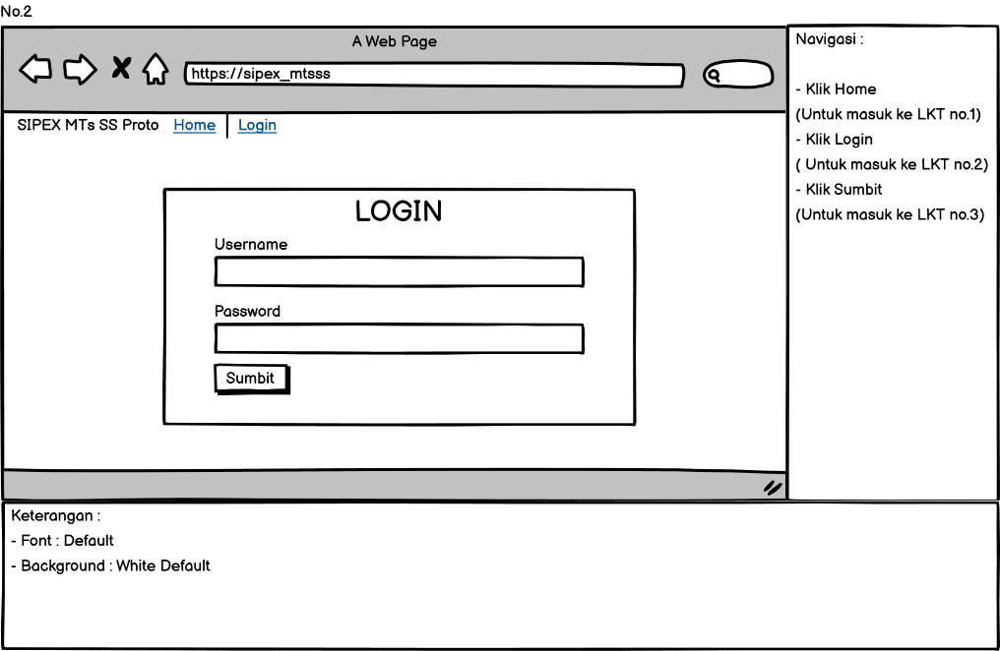 No.2
A Web Page
https://sipex_mtsss
SIPEX MTs SS Proto Home Login
LOGIN
Username
Password
Sumbit
Navigasi :
- Klik Home
(Untuk masuk ke LKT no.1)
- Klik Login
( Untuk masuk ke LKT no.2)
- Klik Sumbit
(Untuk masuk ke LKT no.3)
Keterangan :
- Font : Default
- Background : White Default